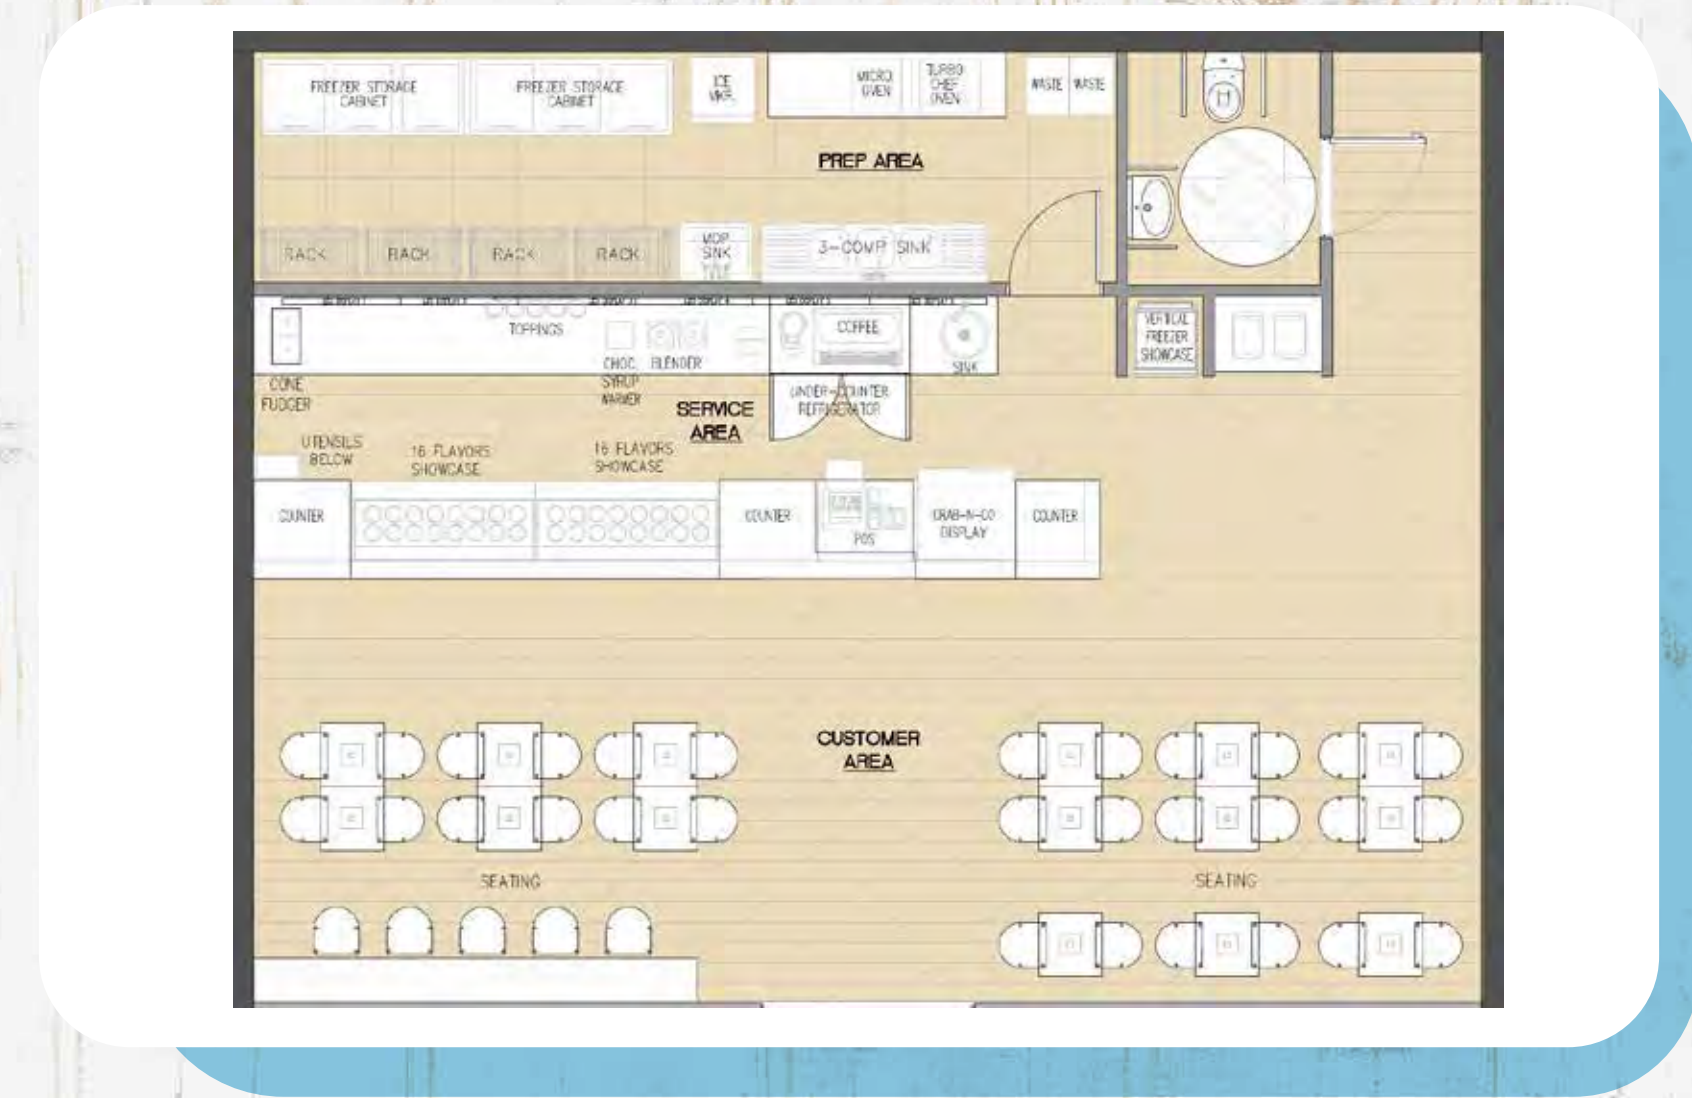 FREEZER STORAGE
CABINET
FREEZER STORAGE
CABINET
ICE
MKR.
MICRO
OVEN
TURBO
CHEF
OVEN
WASTE
WASTE
PREP AREA
RACK
RACK
RACK
RACK
MOP
SINK
3-COMP SINK
TOPPINGS
CHOC.
SYRUP
WARMER
BLENDER
COFFEE
SINK
VERTICAL
FREEZER
SHOWCASE
CONE
FUDGER
SERVICE
AREA
UNDER-COUNTER
REFRIGERATOR
UTENSILS
BELOW
16 FLAVORS
SHOWCASE
16 FLAVORS
SHOWCASE
COUNTER
COUNTER
POS
GRAB-N-GO
DISPLAY
COUNTER
CUSTOMER
AREA
SEATING
SEATING